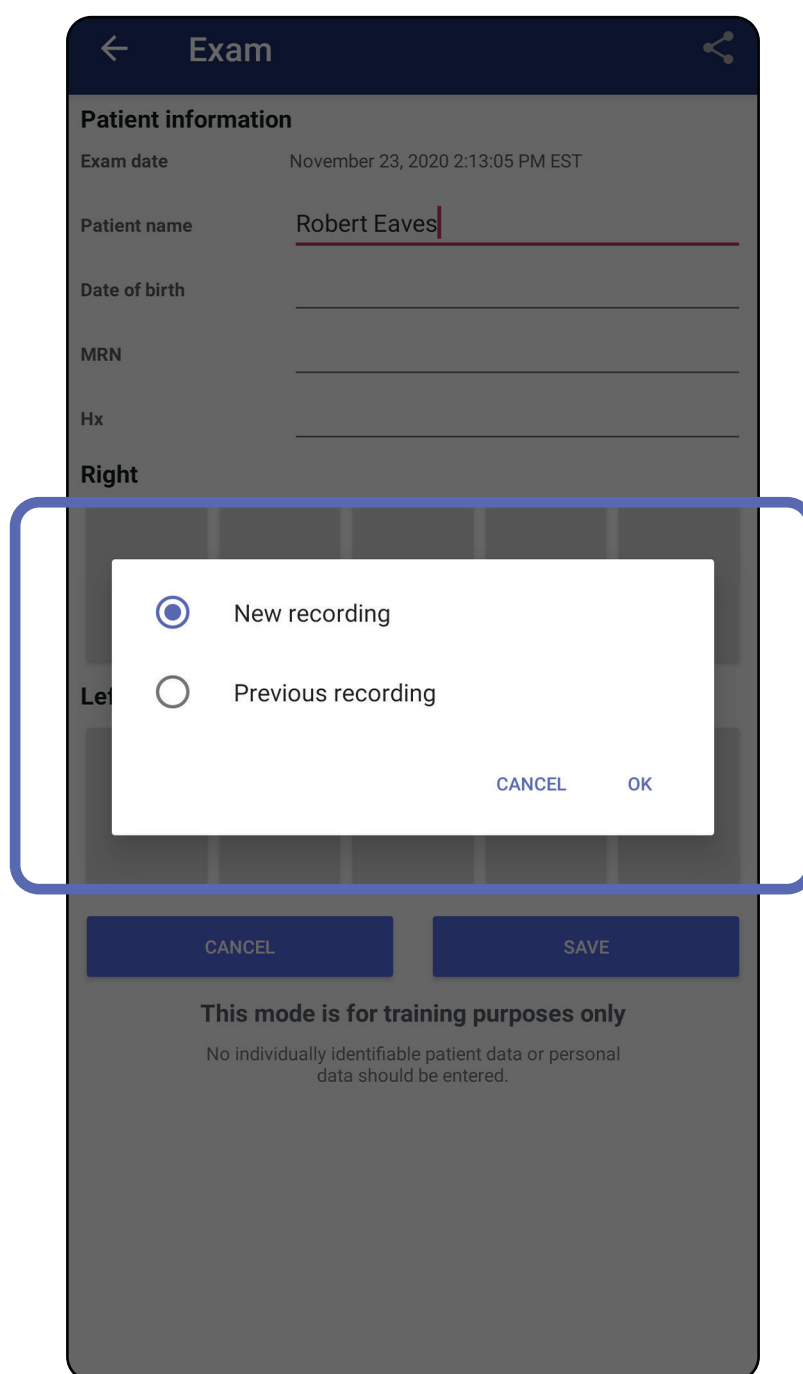 Exam
Patient information
Exam date November 23, 2020 2:13:05 PM EST
Patient name Robert Eaves
Date of birth
MRN
Hx
Right
New recording
Lef
Previous recording
CANCEL OK
CANCEL SAVE
This mode is for training purposes only
No individually identifiable patient data or personal
data should be entered.